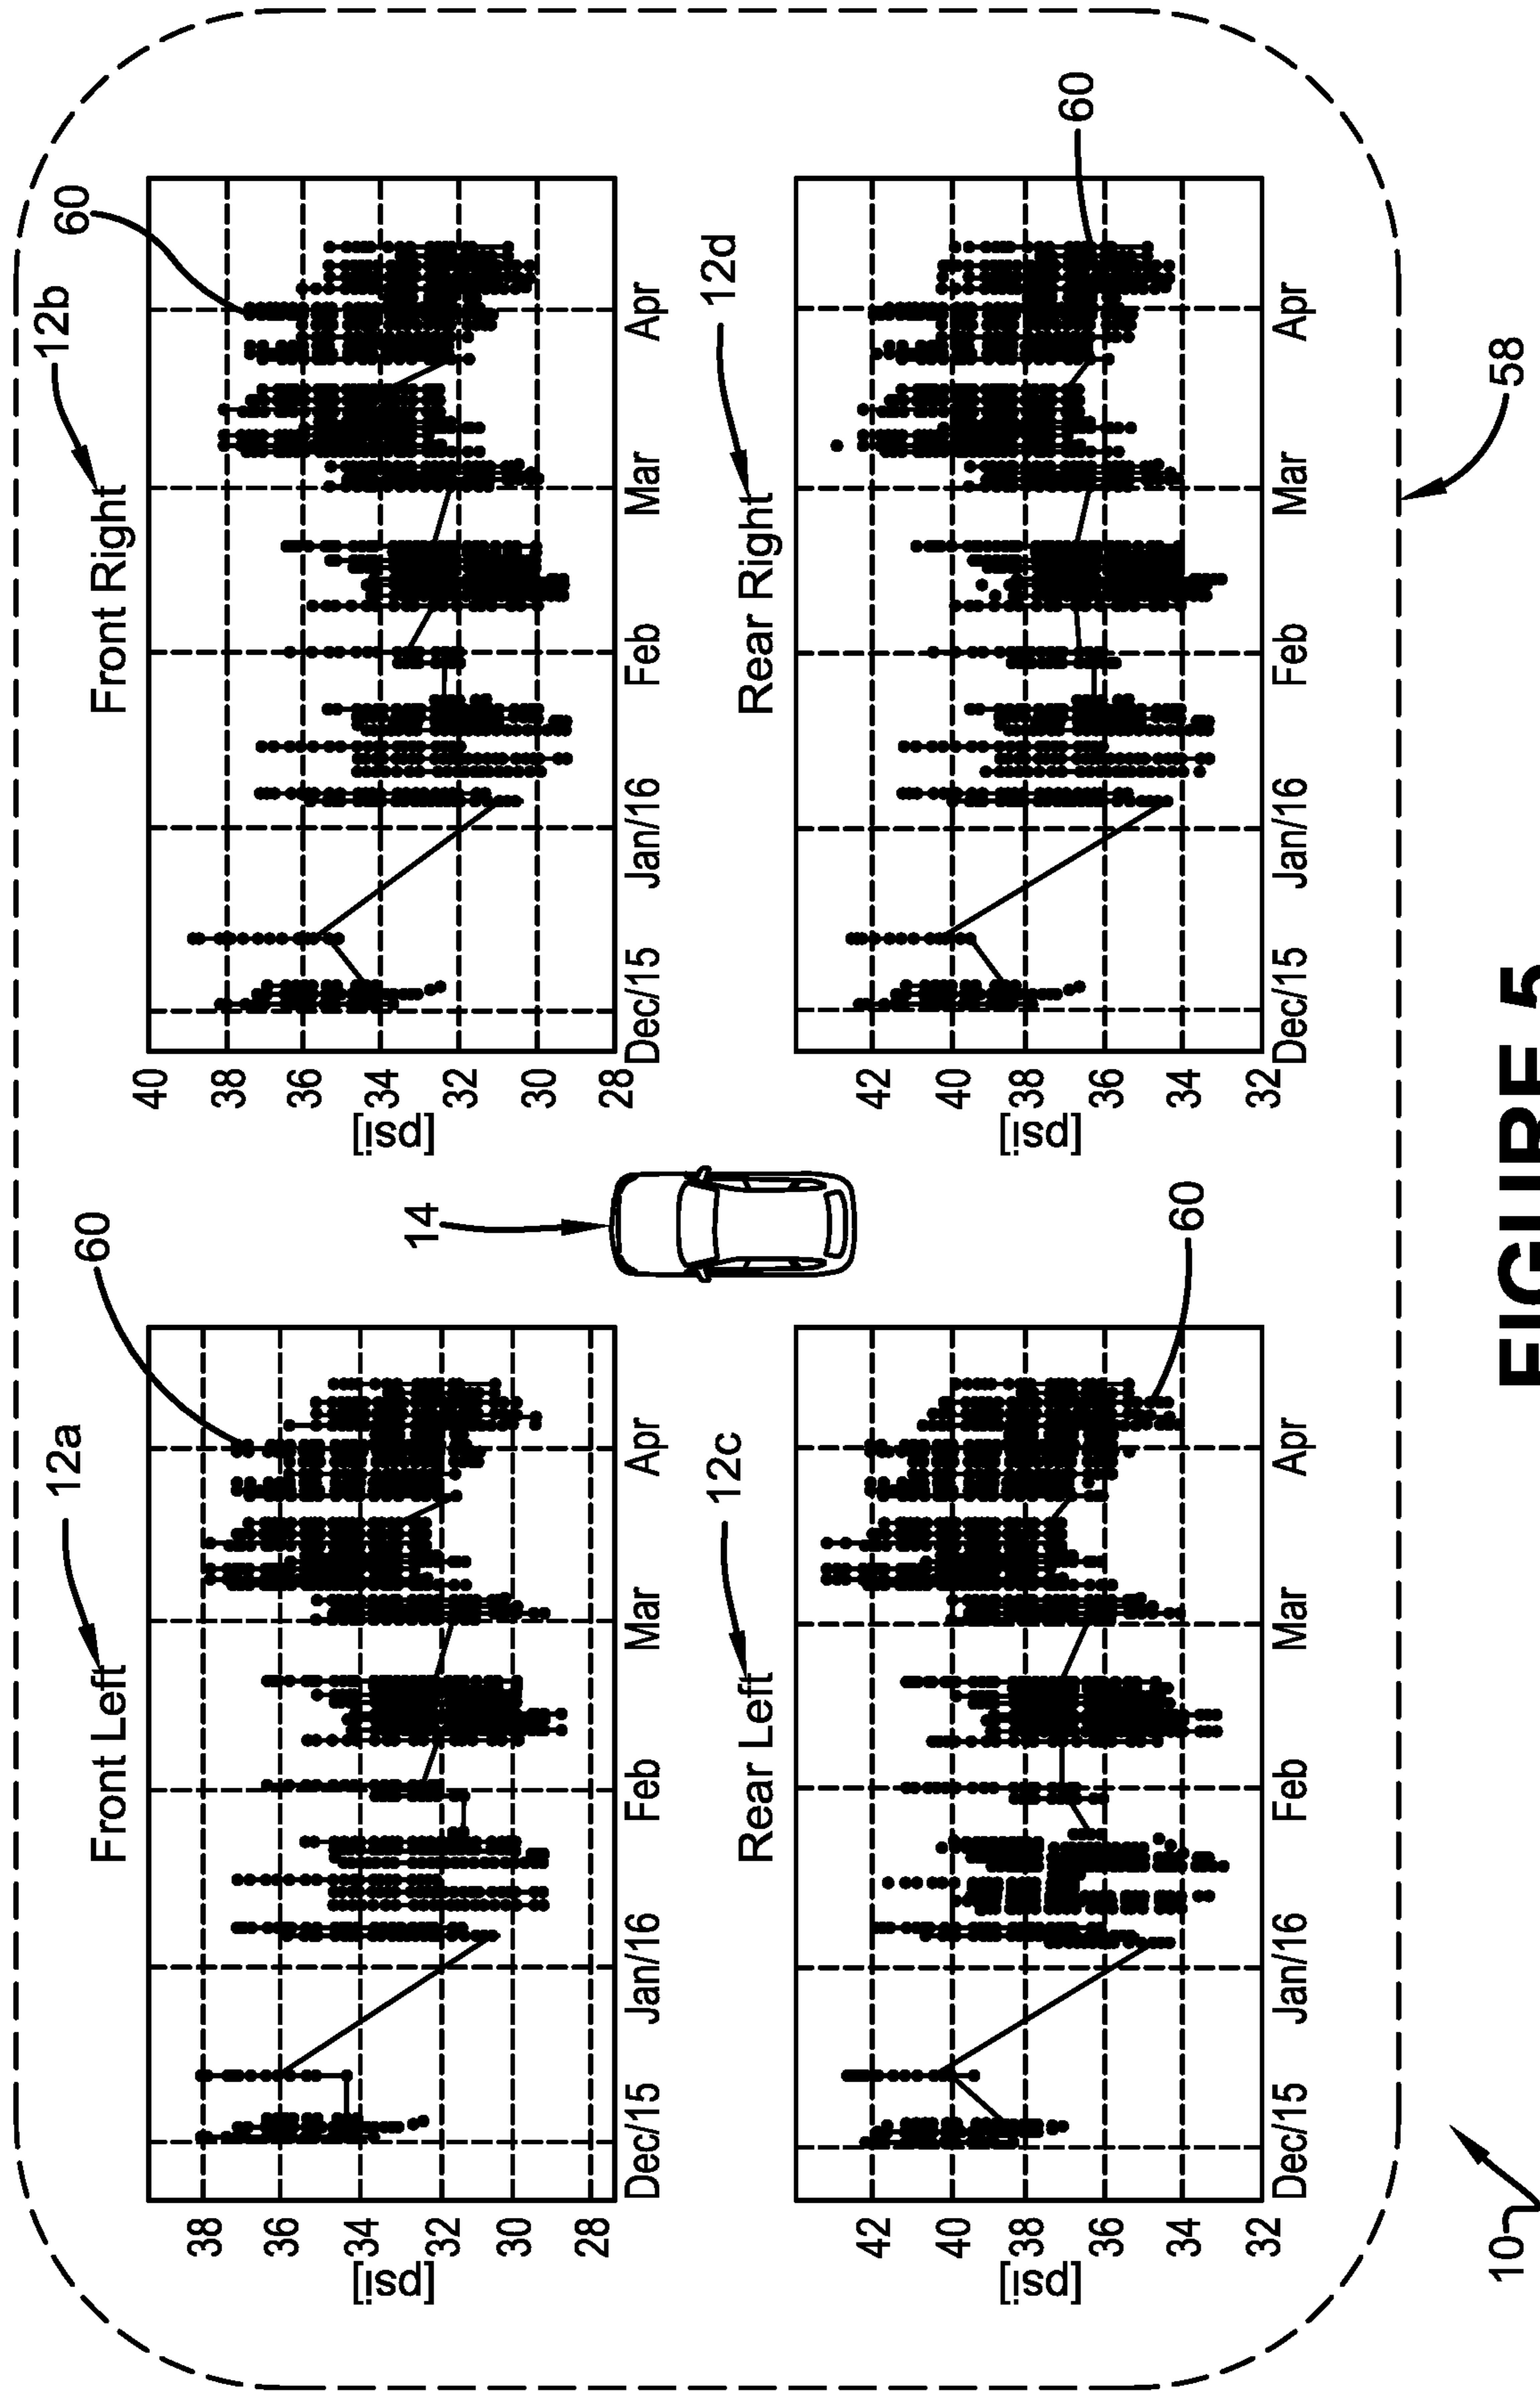 12a
60
Front Left
[psi]
38
36
34
32
30
28
Dec/15
Jan/16
Feb
Mar
Apr
14
12b
60
Front Right
[psi]
40
38
36
34
32
30
28
Dec/15
Jan/16
Feb
Mar
Apr
12c
Rear Left
[psi]
42
40
38
36
34
32
Dec/15
Jan/16
Feb
Mar
Apr
60
12d
Rear Right
[psi]
42
40
38
36
34
32
Dec/15
Jan/16
Feb
Mar
Apr
60
10
58
FIGURE 5